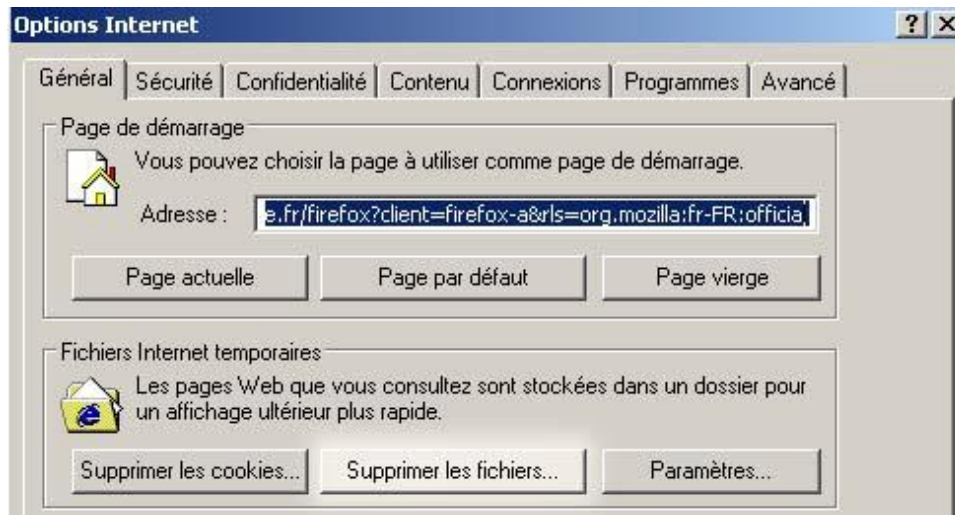 Options Internet
Général Sécurité Confidentialité Contenu Connexions Programmes Avancé
Page de démarrage
Vous pouvez choisir la page à utiliser comme page de démarrage.
Adresse : e.fr/firefox?client=firefox-a&rls=org.mozilla:fr-FR:official
Page actuelle Page par défaut Page vierge
Fichiers Internet temporaires
Les pages Web que vous consultez sont stockées dans un dossier pour
un affichage ultérieur plus rapide.
Supprimer les cookies... Supprimer les fichiers... Paramètres...